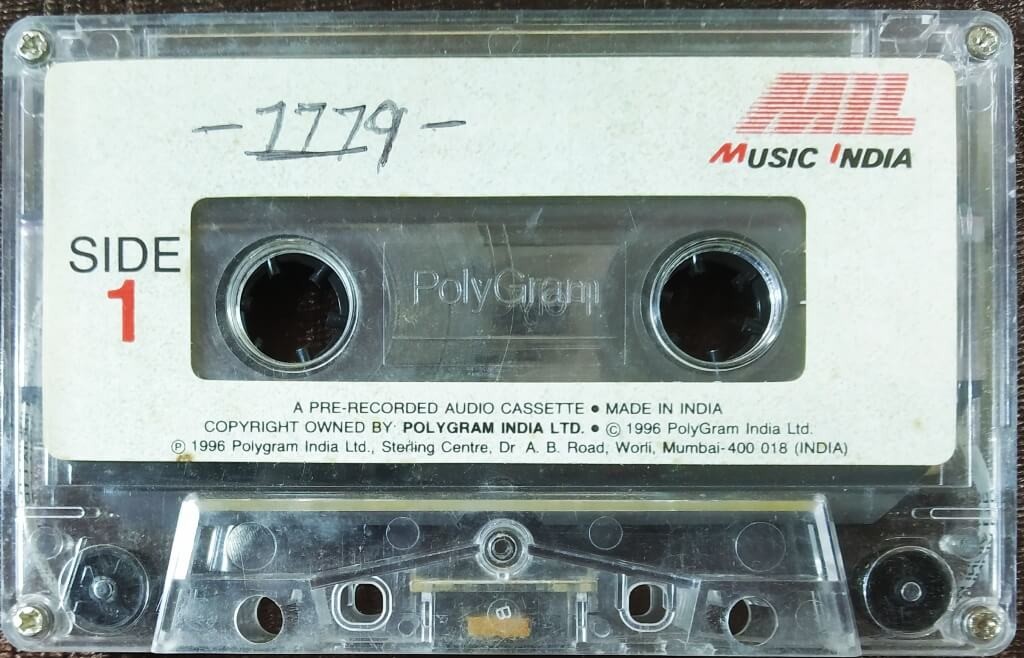 -1779-
MIL
MUSIC INDIA
SIDE
1
PolyGram
A PRE-RECORDED AUDIO CASSETTE • MADE IN INDIA
COPYRIGHT OWNED BY: POLYGRAM INDIA LTD. • © 1996 PolyGram India Ltd.
℗ 1996 Polygram India Ltd., Sterling Centre, Dr A. B. Road, Worli, Mumbai-400 018 (INDIA)
B